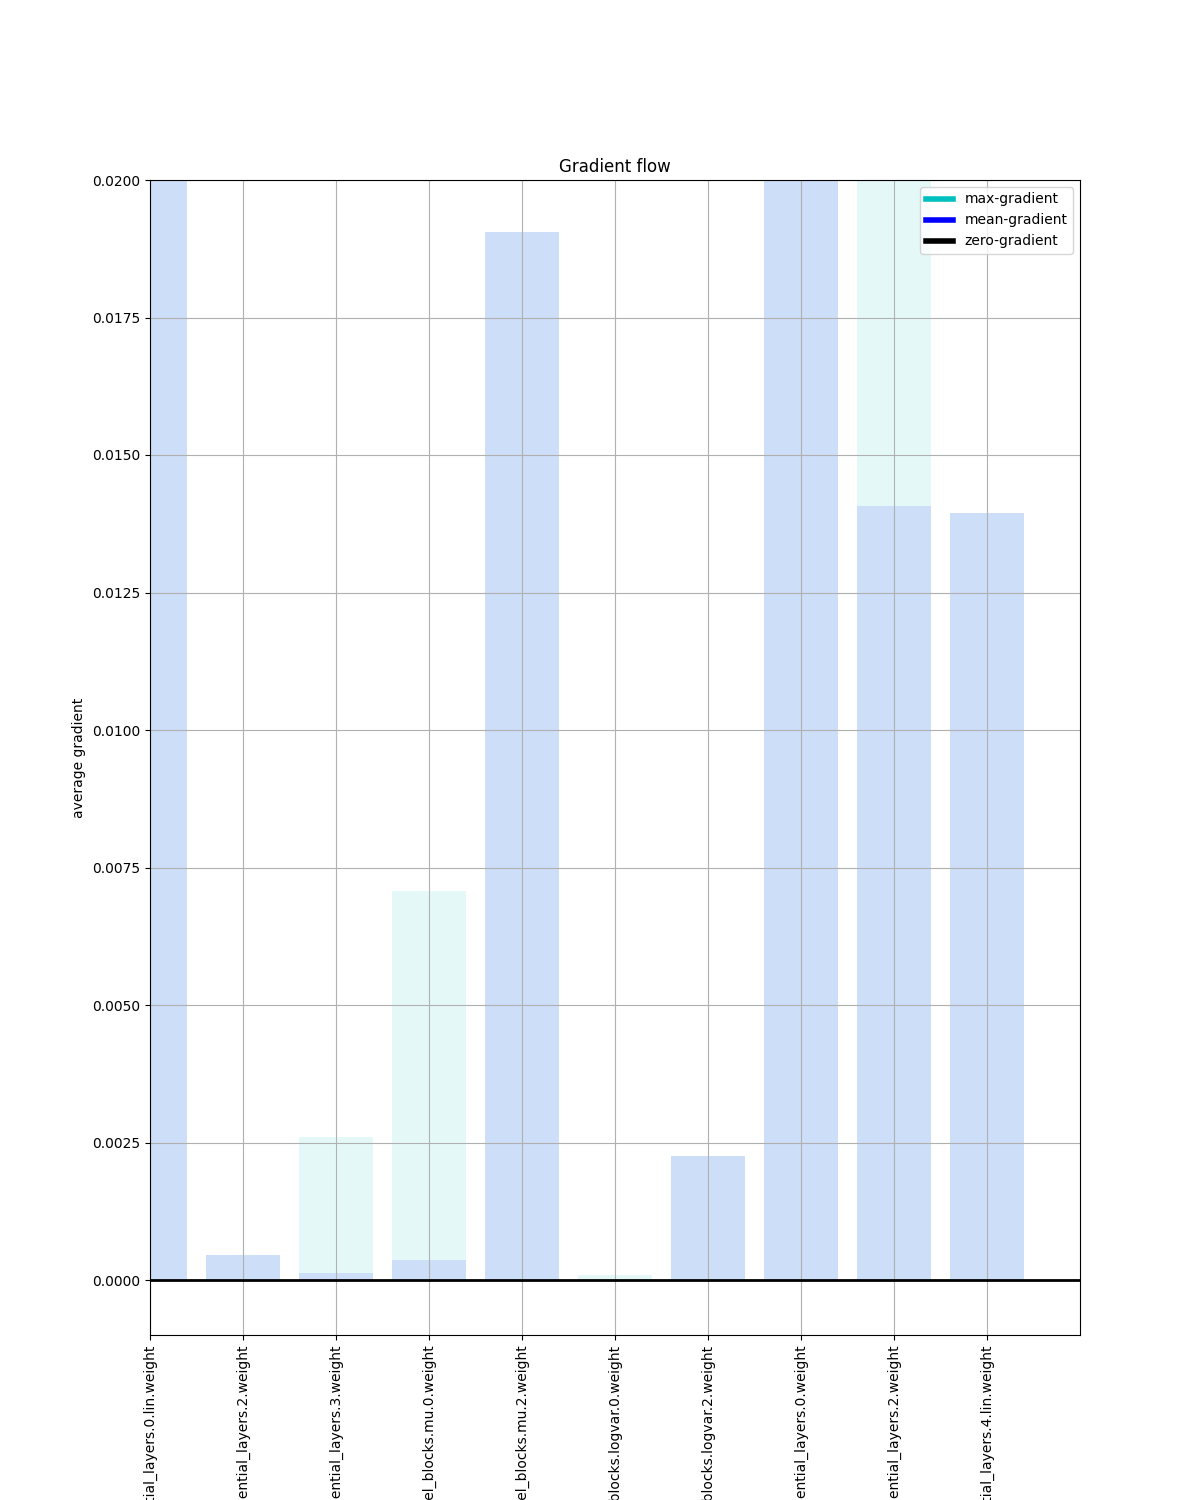 Gradient flow
max-gradient
mean-gradient
zero-gradient
average gradient
0.0200
0.0175
0.0150
0.0125
0.0100
0.0075
0.0050
0.0025
0.0000
tial_layers.0.lin.weight
ential_layers.2.weight
ential_layers.3.weight
el_blocks.mu.0.weight
el_blocks.mu.2.weight
blocks.logvar.0.weight
blocks.logvar.2.weight
ential_layers.0.weight
ential_layers.2.weight
tial_layers.4.lin.weight